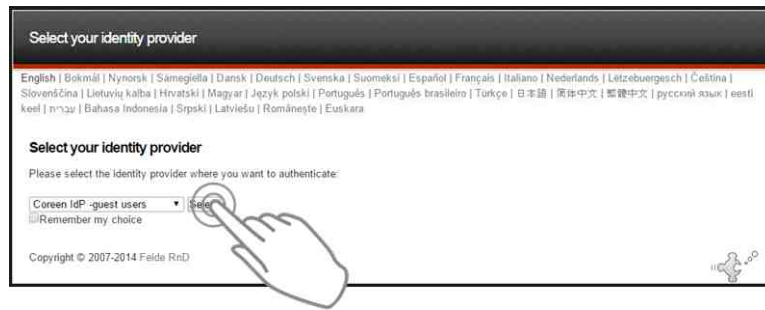 Select your identity provider
English | Bokmål | Nynorsk | Sámegiella | Dansk | Deutsch | Svenska | Suomeksi | Español | Français | Italiano | Nederlands | Lëtzebuergesch | Čeština |
Slovenščina | Lietuvių kalba | Hrvatski | Magyar | Język polski | Português | Português brasileiro | Türkçe | 日本語 | 简体中文 | 繁體中文 | русский язык | eesti
keel | עברית | Bahasa Indonesia | Srpski | Latviešu | Românește | Euskara
Select your identity provider
Please select the identity provider where you want to authenticate:
Coreen IdP -guest users
Remember my choice
Copyright © 2007-2014 Feide RnD